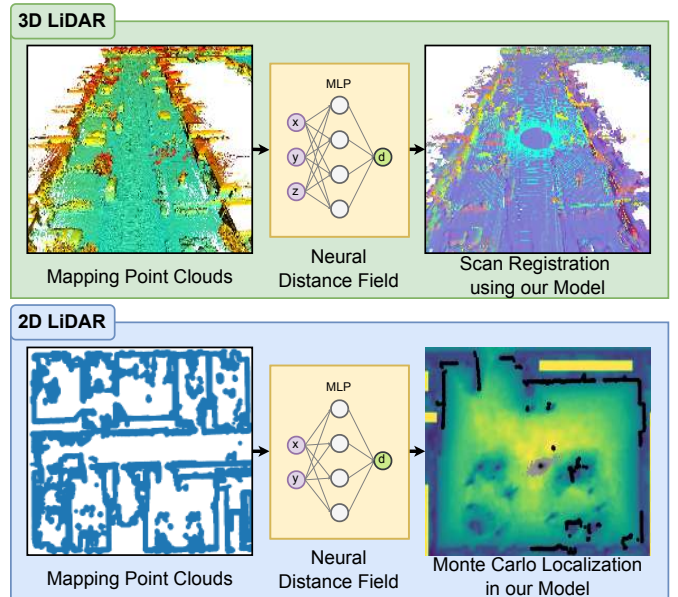 3D LiDAR
MLP
x
y
z
d
Mapping Point Clouds
Neural
Distance Field
Scan Registration
using our Model
2D LiDAR
MLP
x
y
d
Mapping Point Clouds
Neural
Distance Field
Monte Carlo Localization
in our Model